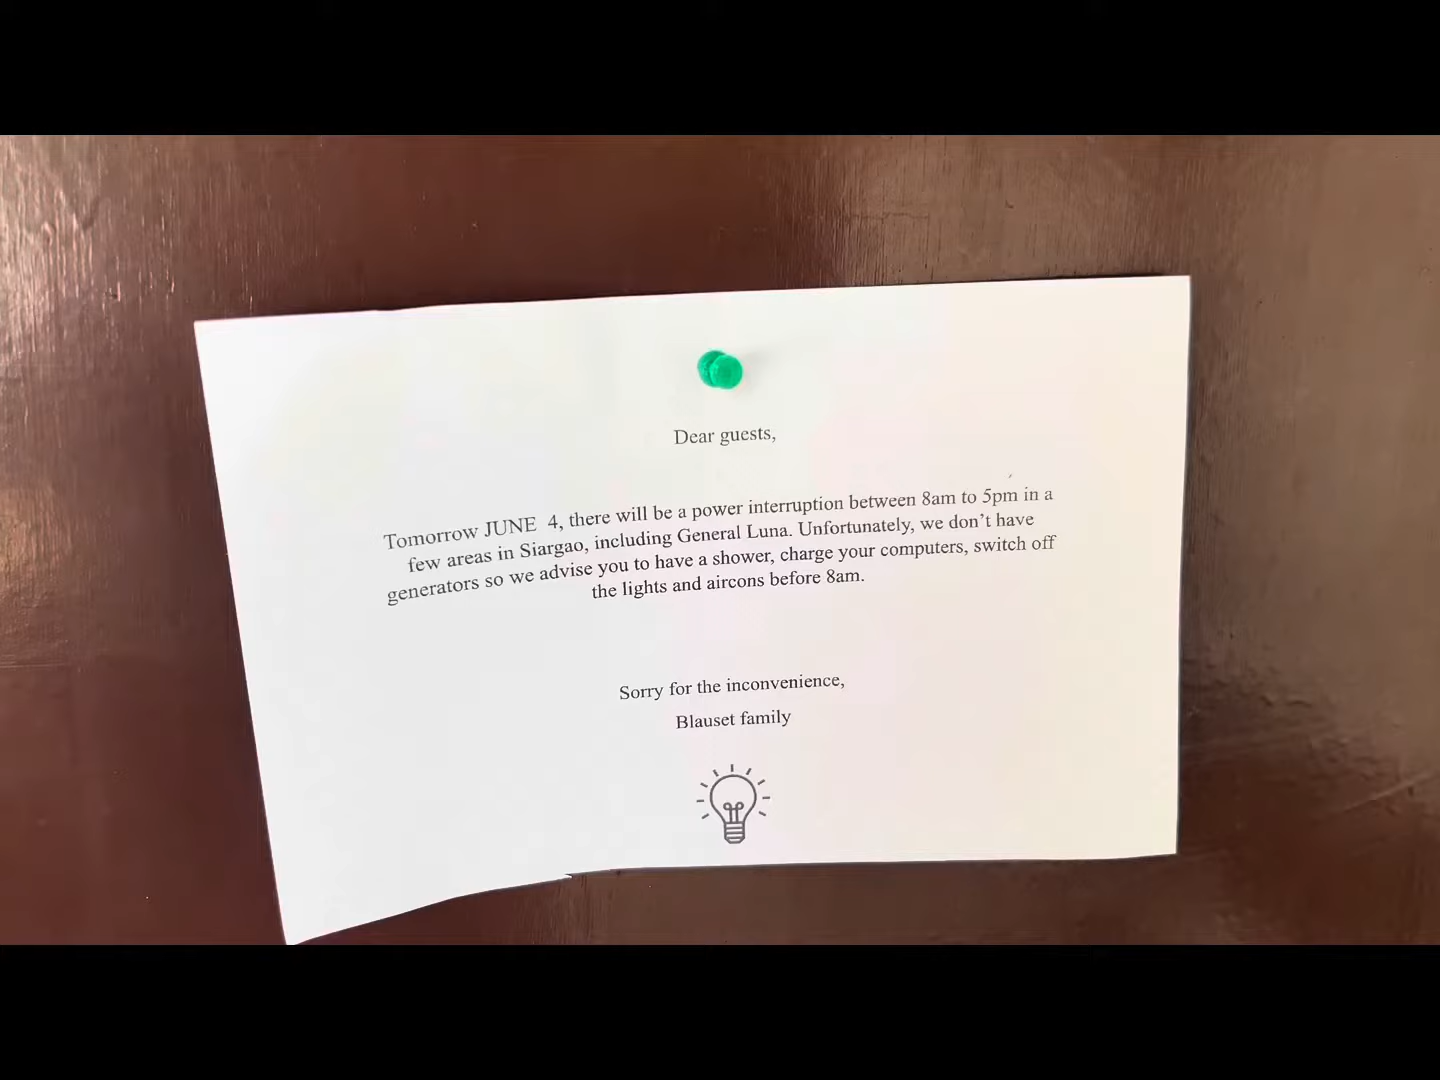 Dear guests,
Tomorrow JUNE 4, there will be a power interruption between 8am to 5pm in a
few areas in Siargao, including General Luna. Unfortunately, we don't have
generators so we advise you to have a shower, charge your computers, switch off
the lights and aircons before 8am.
Sorry for the inconvenience,
Blauset family